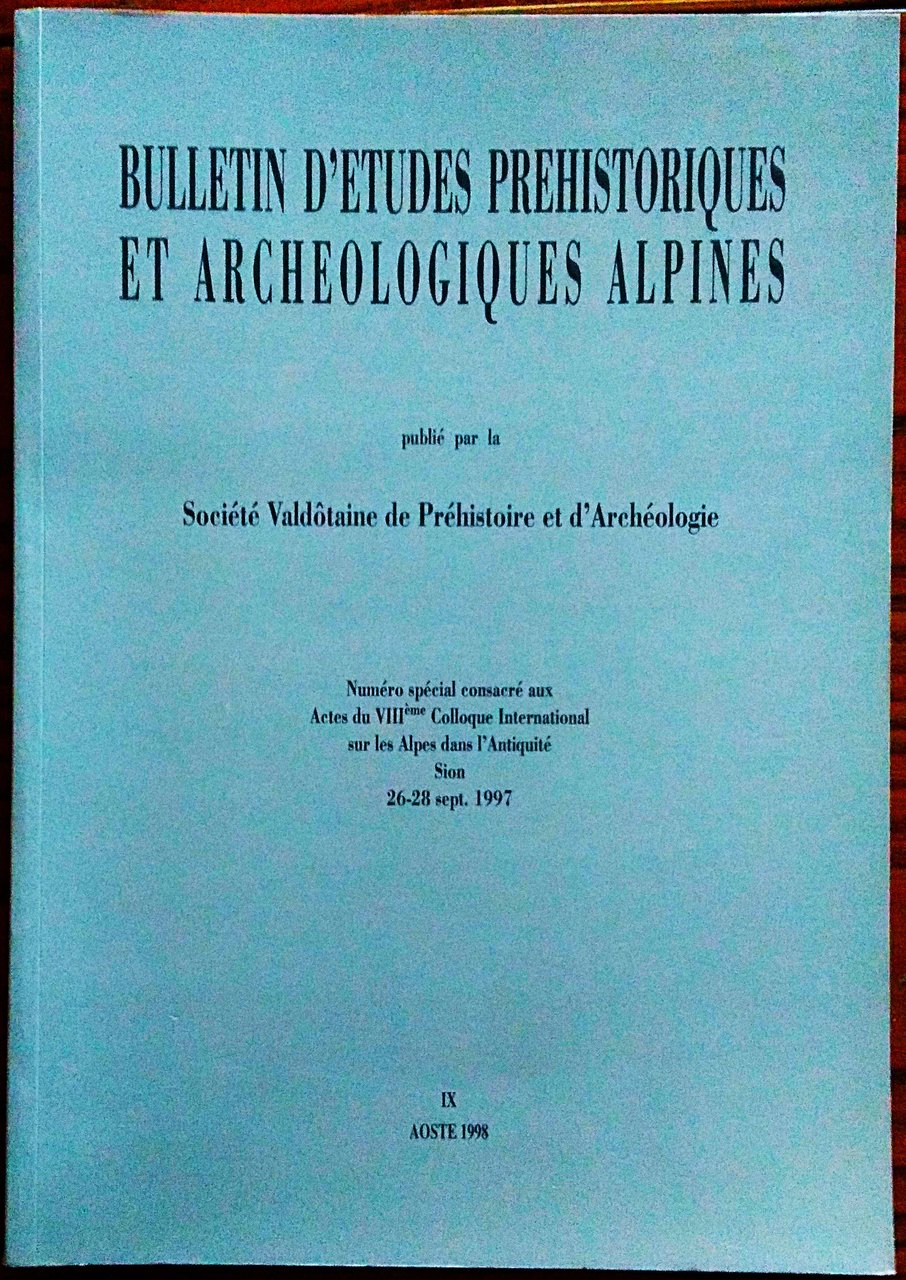 BULLETIN D'ETUDES PREHISTORIQUES
ET ARCHEOLOGIQUES ALPINES
publié par la
Société Valdôtaine de Préhistoire et d'Archéologie
Numéro spécial consacré aux
Actes du VIIIème Colloque International
sur les Alpes dans l'Antiquité
Sion
26-28 sept. 1997
IX
AOSTE 1998